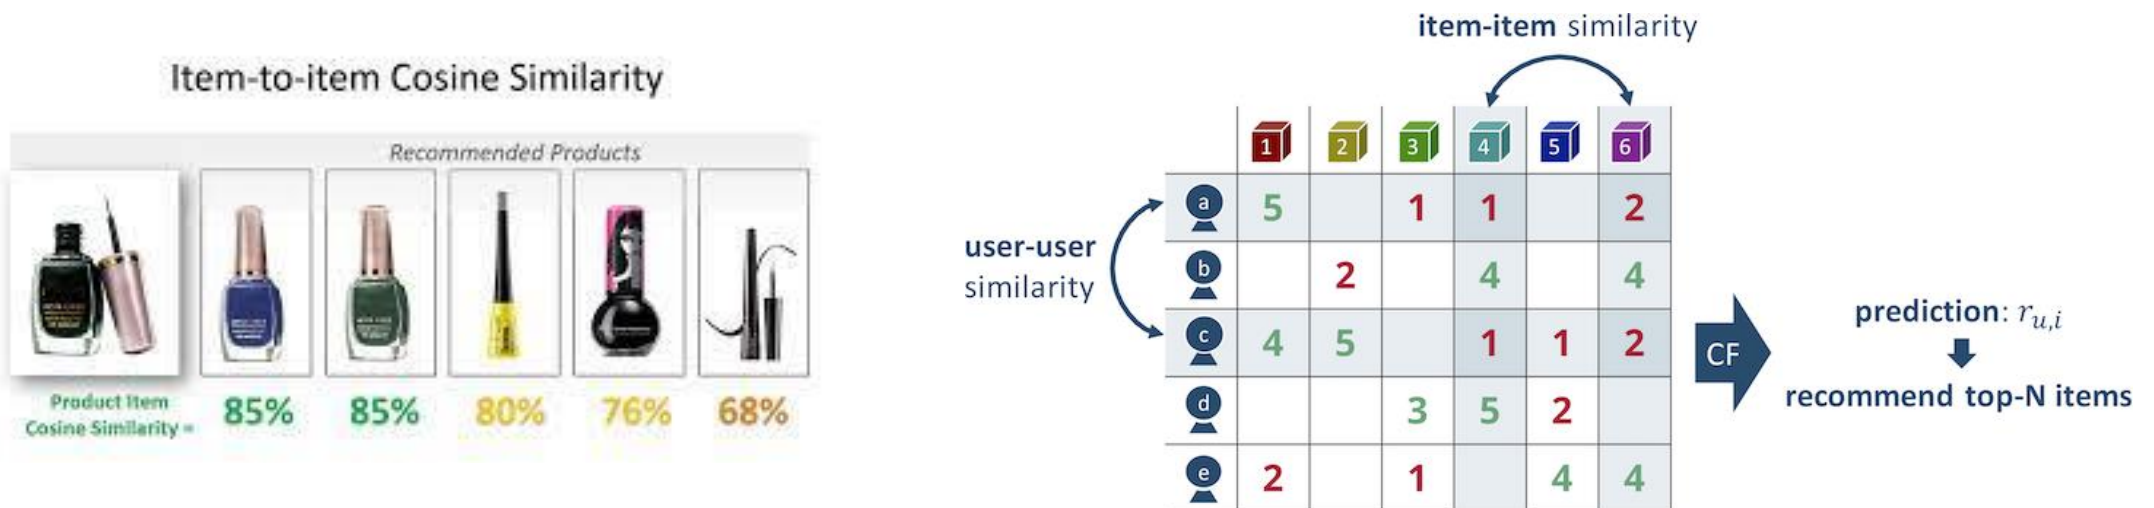 Item-to-item Cosine Similarity
Recommended Products
Product Item
Cosine Similarity =
85% 85% 80% 76% 68%
item-item similarity
1 2 3 4 5 6
user-user
similarity
a 5 1 1 2
b 2 4 4
c 4 5 1 1 2
d 3 5 2
e 2 1 4 4
CF
prediction: r_{u,i}
recommend top-N items